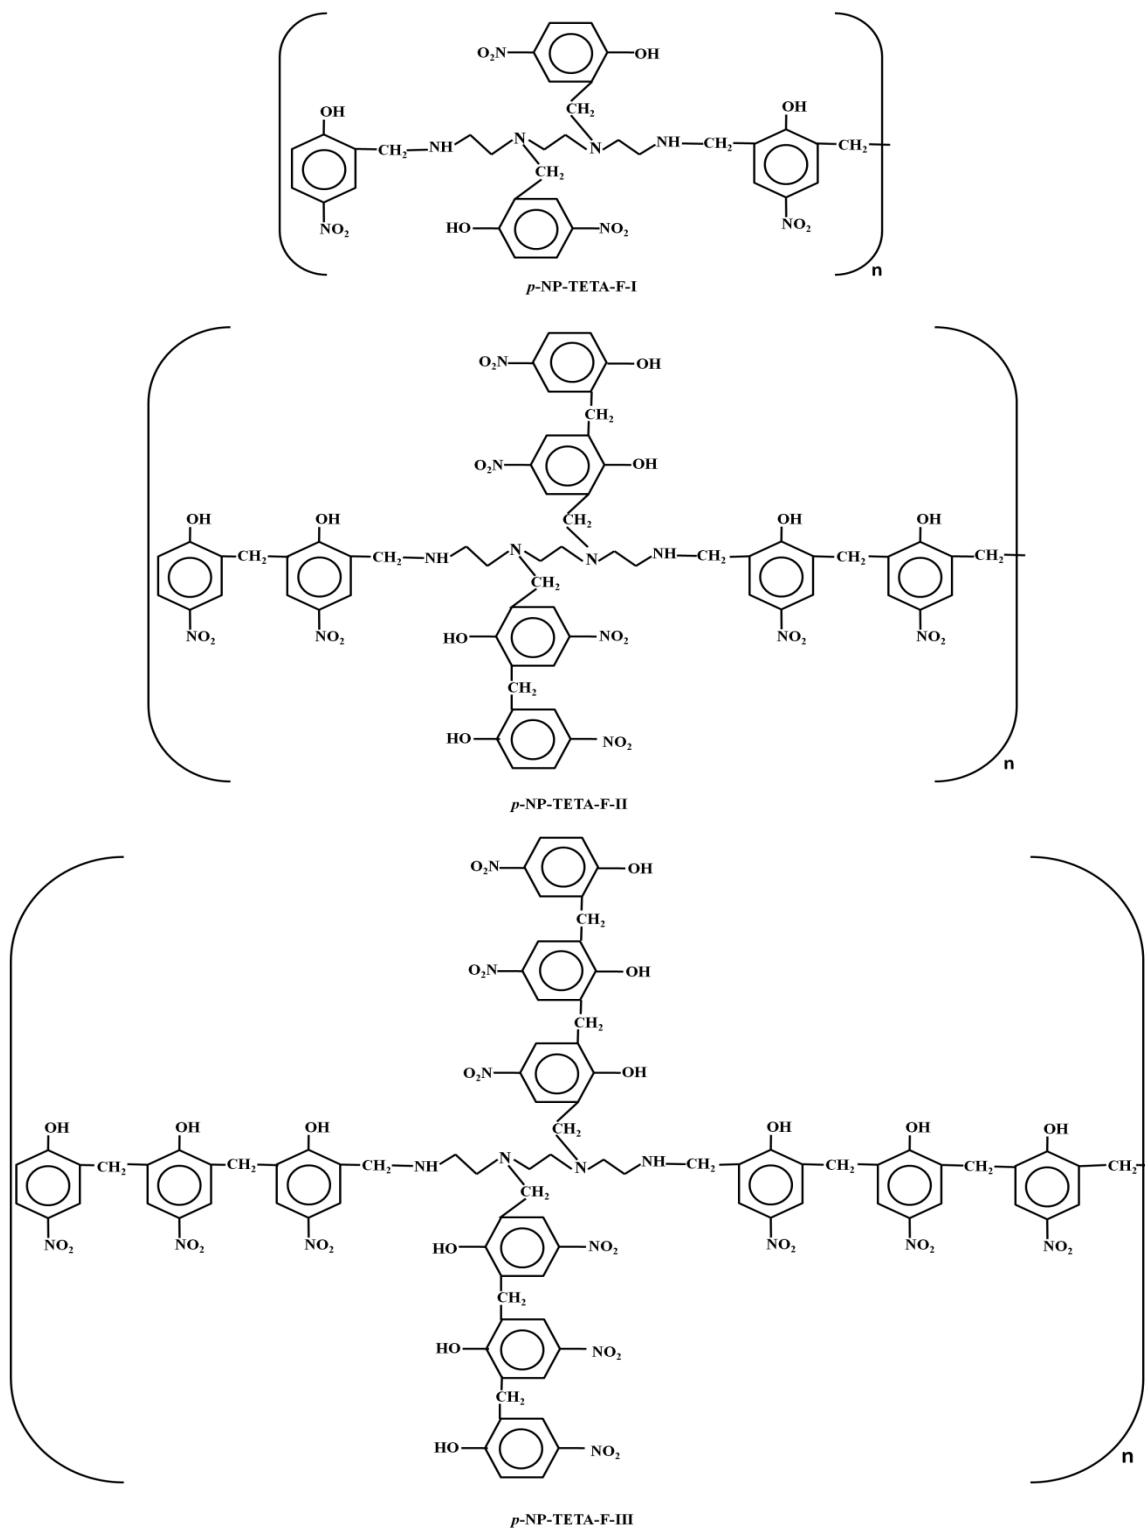 O₂N OH
CH₂
OH OH
CH₂ NH N N NH CH₂ CH₂
CH₂
NO₂ HO NO₂ NO₂
n
p-NP-TETA-F-I
O₂N OH
CH₂
O₂N OH
OH OH CH₂ OH OH
CH₂ CH₂ NH N N NH CH₂ CH₂ CH₂
CH₂
NO₂ NO₂ HO NO₂ NO₂ NO₂
CH₂
HO NO₂
n
p-NP-TETA-F-II
O₂N OH
CH₂
O₂N OH
CH₂
O₂N OH
OH OH OH CH₂ OH OH OH
CH₂ CH₂ CH₂ NH N N NH CH₂ CH₂ CH₂ CH₂
CH₂
NO₂ NO₂ NO₂ HO NO₂ NO₂ NO₂ NO₂
CH₂
HO NO₂
CH₂
HO NO₂
n
p-NP-TETA-F-III